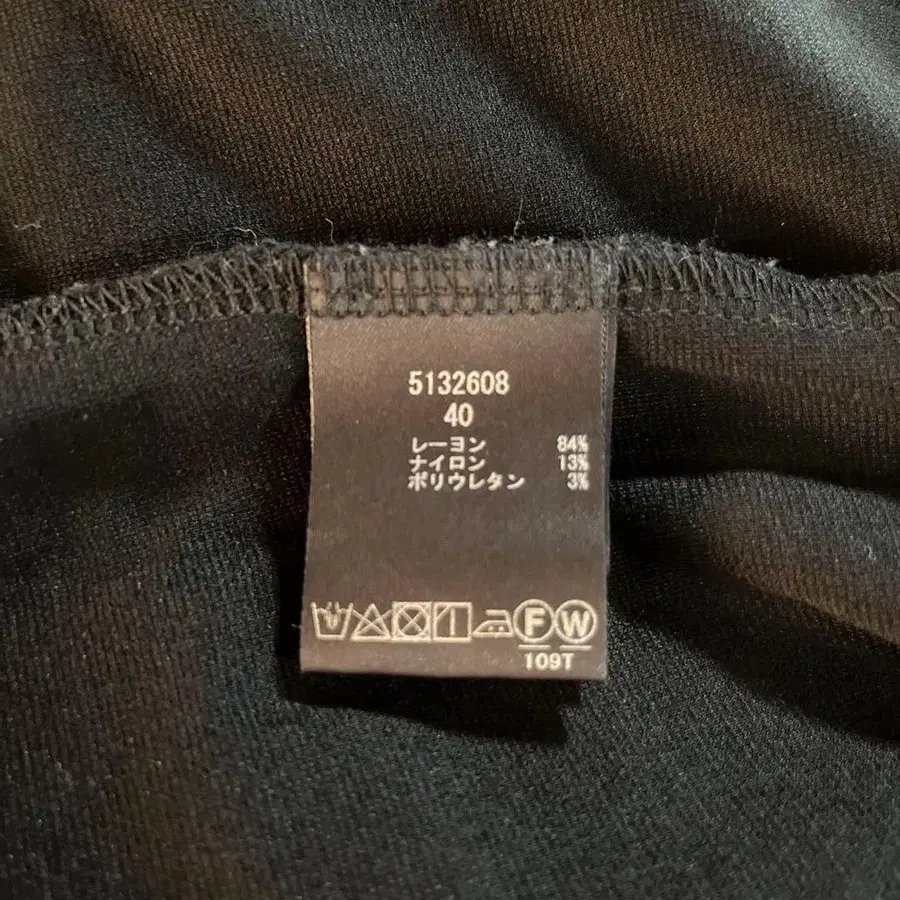 5132608
40
レーヨン 84%
ナイロン 13%
ポリウレタン 3%
F W
109T